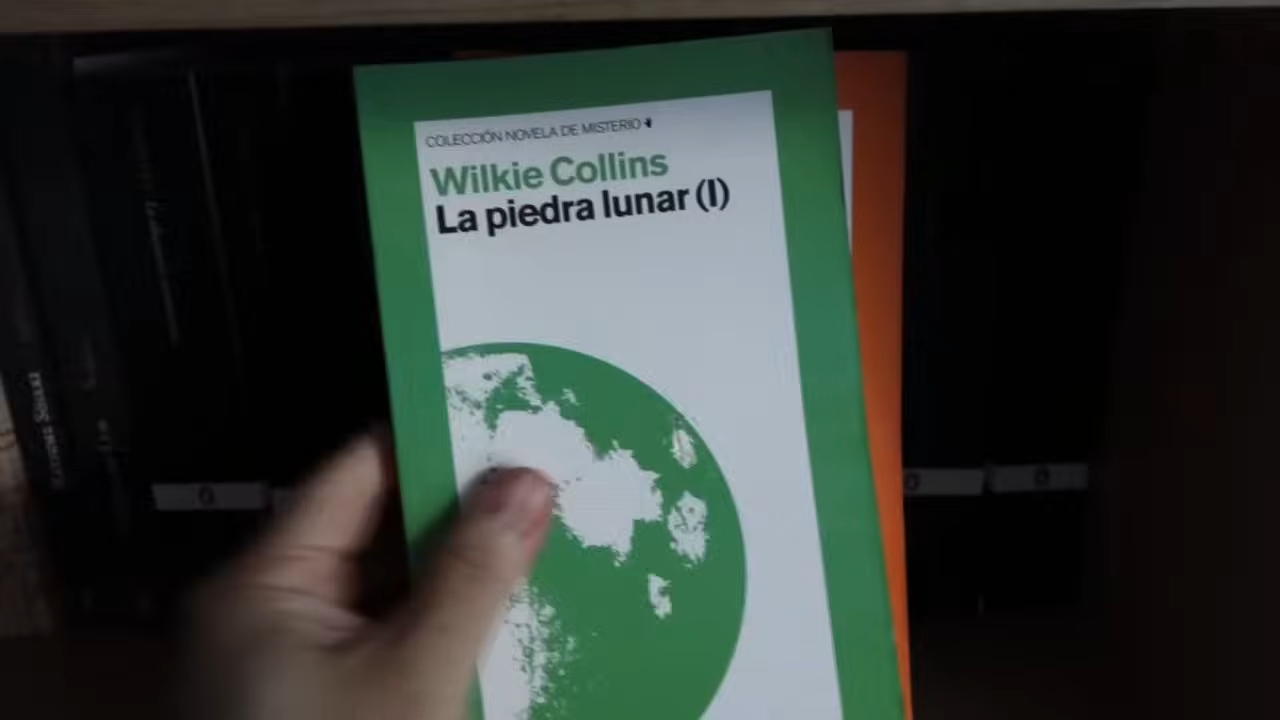 COLECCIÓN NOVELA DE MISTERIO
Wilkie Collins
La piedra lunar (I)